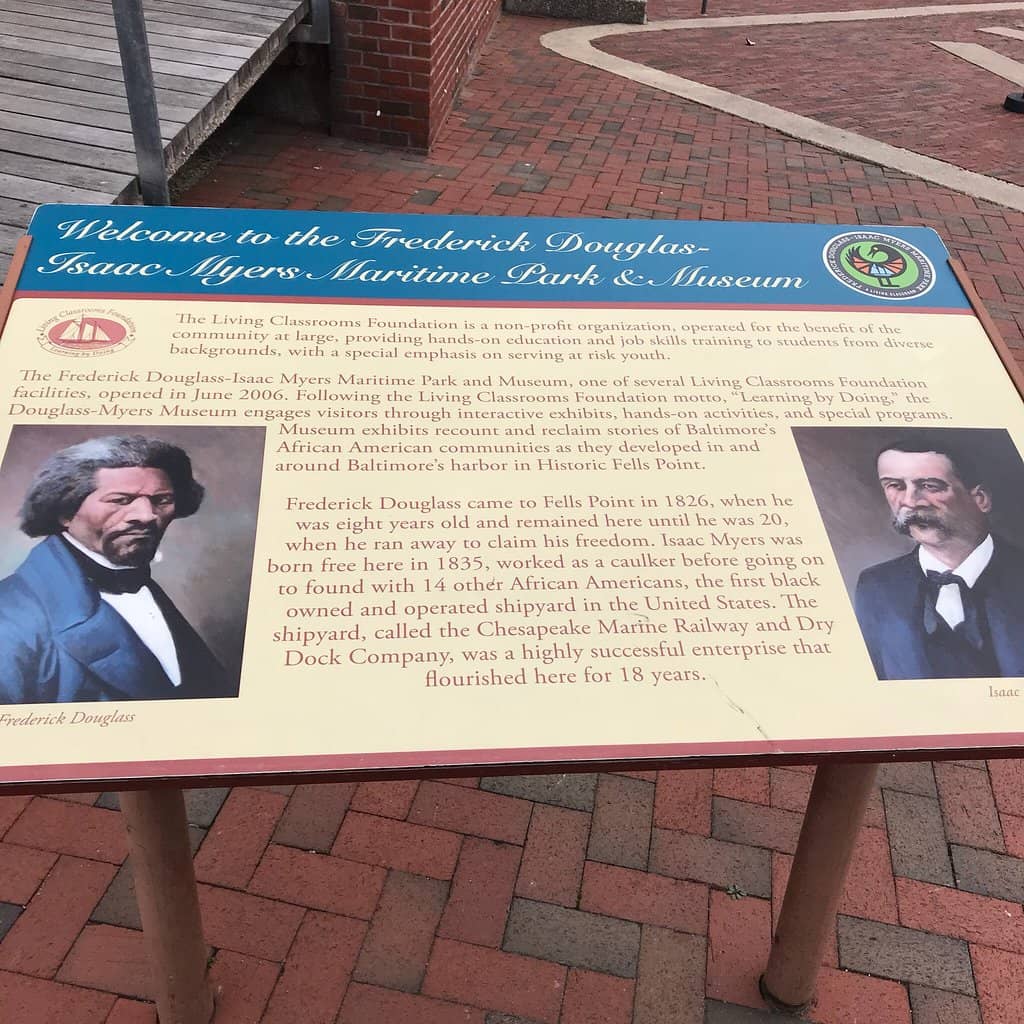 Welcome to the Frederick Douglas-
Isaac Myers Maritime Park & Museum
FREDERICK DOUGLASS-ISAAC MYERS MARITIME PARK
A LIVING CLASSROOM
Living Classrooms Foundation
Learning by Doing
The Living Classrooms Foundation is a non-profit organization, operated for the benefit of the
community at large, providing hands-on education and job skills training to students from diverse
backgrounds, with a special emphasis on serving at risk youth.
The Frederick Douglass-Isaac Myers Maritime Park and Museum, one of several Living Classrooms Foundation
facilities, opened in June 2006. Following the Living Classrooms Foundation motto, “Learning by Doing,” the
Douglass-Myers Museum engages visitors through interactive exhibits, hands-on activities, and special programs.
Museum exhibits recount and reclaim stories of Baltimore’s
African American communities as they developed in and
around Baltimore’s harbor in Historic Fells Point.
Frederick Douglass came to Fells Point in 1826, when he
was eight years old and remained here until he was 20,
when he ran away to claim his freedom. Isaac Myers was
born free here in 1835, worked as a caulker before going on
to found with 14 other African Americans, the first black
owned and operated shipyard in the United States. The
shipyard, called the Chesapeake Marine Railway and Dry
Dock Company, was a highly successful enterprise that
flourished here for 18 years.
Frederick Douglass
Isaac